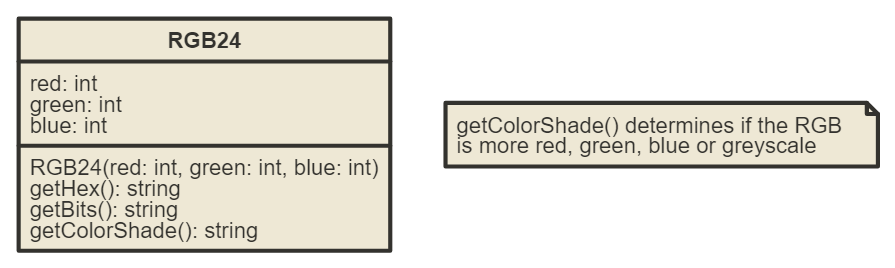 RGB24
red: int
green: int
blue: int
RGB24(red: int, green: int, blue: int)
getHex(): string
getBits(): string
getColorShade(): string
getColorShade() determines if the RGB
is more red, green, blue or greyscale